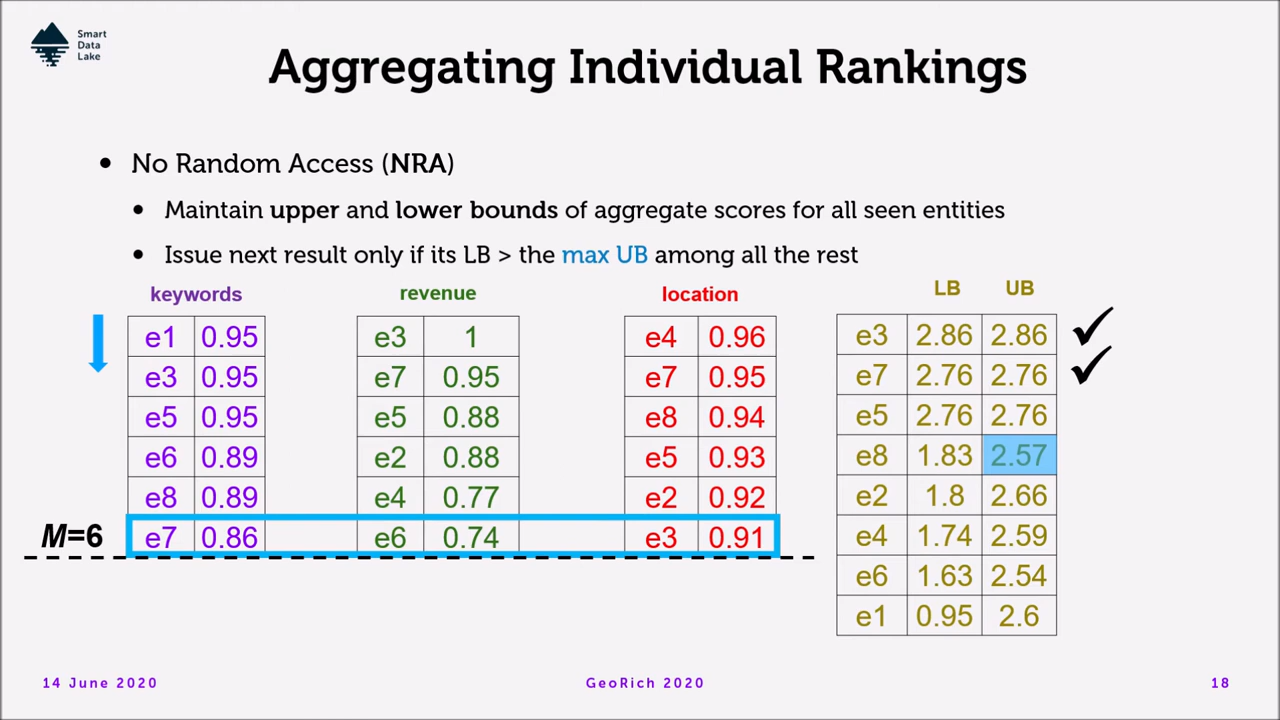 Smart
Data
Lake
Aggregating Individual Rankings
• No Random Access (NRA)
• Maintain upper and lower bounds of aggregate scores for all seen entities
• Issue next result only if its LB > the max UB among all the rest
keywords
e1 0.95
e3 0.95
e5 0.95
e6 0.89
e8 0.89
e7 0.86
revenue
e3 1
e7 0.95
e5 0.88
e2 0.88
e4 0.77
e6 0.74
location
e4 0.96
e7 0.95
e8 0.94
e5 0.93
e2 0.92
e3 0.91
M=6
LB UB
e3 2.86 2.86
e7 2.76 2.76
e5 2.76 2.76
e8 1.83 2.57
e2 1.8 2.66
e4 1.74 2.59
e6 1.63 2.54
e1 0.95 2.6
14 June 2020
GeoRich 2020
18